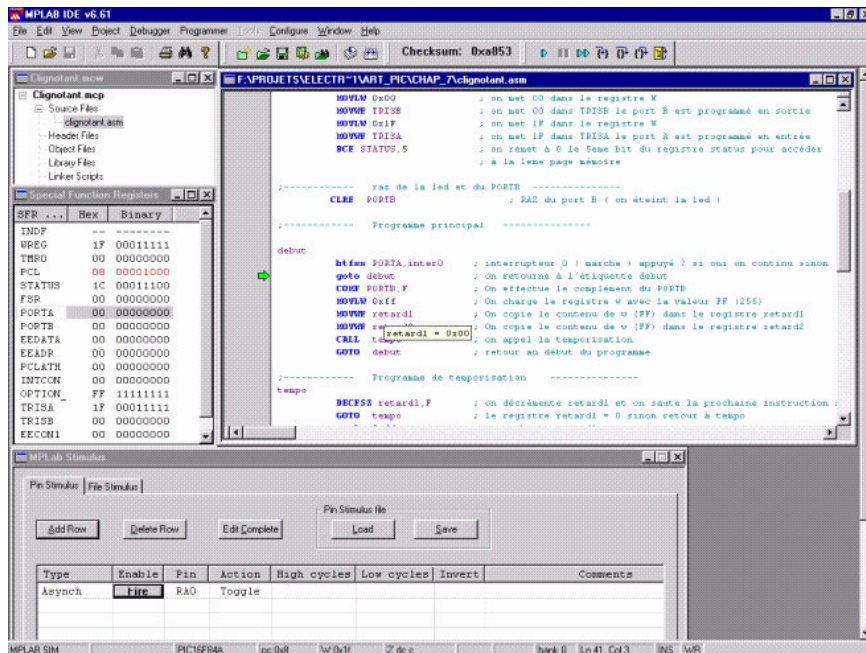 MPLAB IDE v6.61
File Edit View Project Debugger Programmer Tools Configure Window Help
Checksum: 0xa853
Clignotant.mcw
Clignotant.mcp
Source Files
clignotant.asm
Header Files
Object Files
Library Files
Linker Scripts
F:\PROJETS\ELECTR~1\ART_PIC\CHAP_7\clignotant.asm
MOVLW 0x00 ; on met 00 dans le registre W
MOVWF TRISB ; on met 00 dans TRISB le port B est programmé en sortie
MOVLW 0x1F ; on met 1F dans le registre W
MOVWF TRISA ; on met 1F dans TRISA le port A est programmé en entrée
BCF STATUS,5 ; on remet à 0 le 5eme bit du registre status pour accéder
; à la 1eme page mémoire
;------------ raz de la led et du PORTB ---------------
CLRF PORTB ; RAZ du port B ( on éteint la led )
;------------ Programme principal ---------------
debut
btfss PORTA,inter0 ; interrupteur 0 ( marche ) appuyé ? si oui on continu sinon
goto debut ; on retourne à l'étiquette debut
COMF PORTB,F ; On effectue le complément du PORTB
MOVLW 0xff ; On charge le registre w avec la valeur FF (255)
MOVWF retard1 ; On copie le contenu de w (FF) dans le registre retard1
MOVWF ; On copie le contenu de w (FF) dans le registre retard2
retard1 = 0x00
CALL ; on appel la temporisation
GOTO debut ; retour au début du programme
;------------ Programme de temporisation ---------------
tempo
DECFSZ retard1,F ; on décrémente retard1 et on saute la prochaine instruction
GOTO tempo ; le registre retard1 = 0 sinon retour à tempo
Special Function Registers
SFR ... Hex Binary
INDF -- --------
WREG 1F 00011111
TMR0 00 00000000
PCL 08 00001000
STATUS 1C 00011100
FSR 00 00000000
PORTA 00 00000000
PORTB 00 00000000
EEDATA 00 00000000
EEADR 00 00000000
PCLATH 00 00000000
INTCON 00 00000000
OPTION_ FF 11111111
TRISA 1F 00011111
TRISB 00 00000000
EECON1 00 00000000
MPLab Stimulus
Pin Stimulus File Stimulus
Pin Stimulus file
Add Row Delete Row Edit Complete Load Save
Type Enable Pin Action High cycles Low cycles Invert Comments
Asynch Fire RA0 Toggle
MPLAB SIM PIC16F84A pc:0x8 W:0x1f Z dc c bank 0 Ln 41, Col 3 INS WR